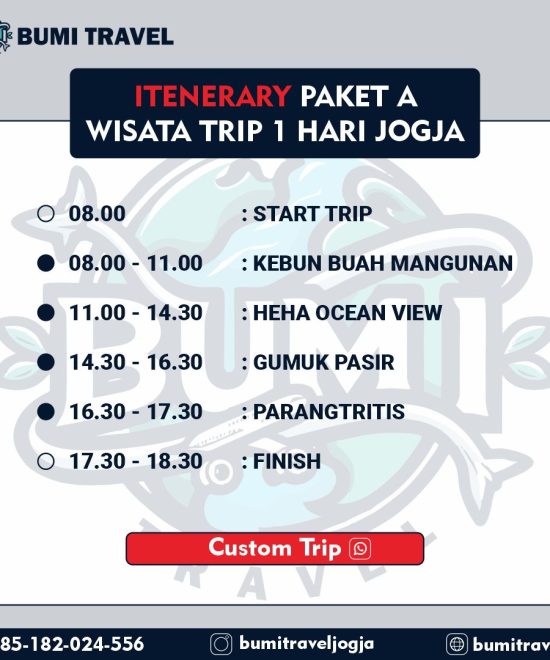 BUMI TRAVEL
ITENERARY PAKET A
WISATA TRIP 1 HARI JOGJA
08.00 : START TRIP
08.00 - 11.00 : KEBUN BUAH MANGUNAN
11.00 - 14.30 : HEHA OCEAN VIEW
14.30 - 16.30 : GUMUK PASIR
16.30 - 17.30 : PARANGTRITIS
17.30 - 18.30 : FINISH
BUMI
TRAVEL
Custom Trip
85-182-024-556 bumitraveljogja bumitrav